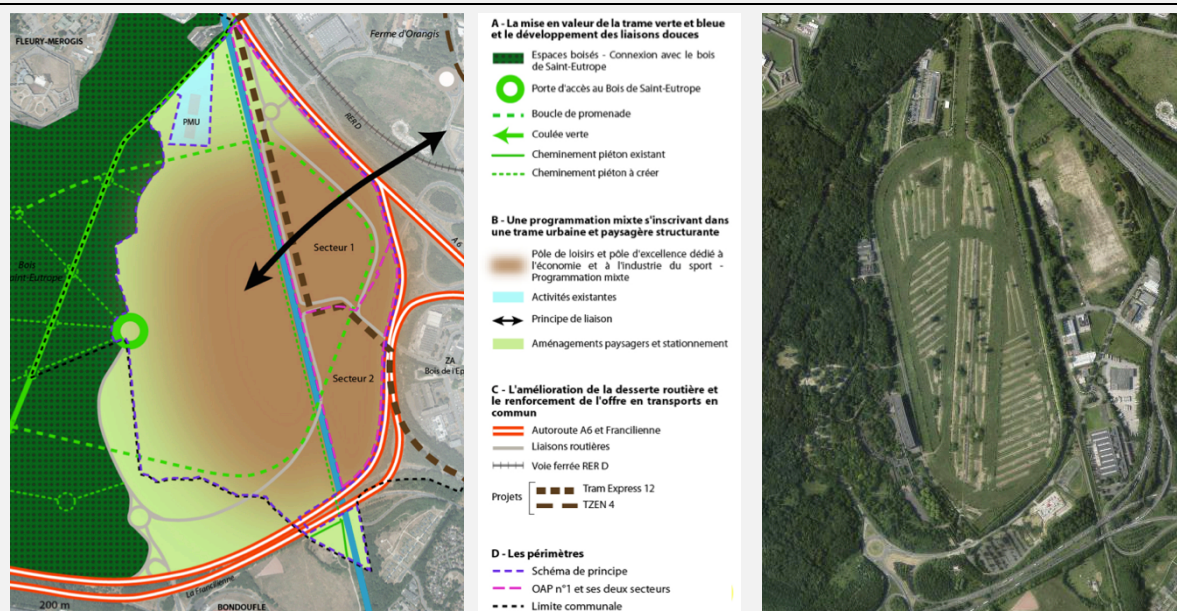 FLEURY-MEROGIS
Ferme d'Orangis
PMU
RER D
A 6
Secteur 1
Bois
aint-Eutrope
ZA
Bois de l'Ep
Secteur 2
La Francilienne
200 m
BONDOUFLE
A - La mise en valeur de la trame verte et bleue
et le développement des liaisons douces
Espaces boisés - Connexion avec le bois
de Saint-Eutrope
Porte d'accès au Bois de Saint-Eutrope
Boucle de promenade
Coulée verte
Cheminement piéton existant
Cheminement piéton à créer
B - Une programmation mixte s'inscrivant dans
une trame urbaine et paysagère structurante
Pôle de loisirs et pôle d'excellence dédié à
l'économie et à l'industrie du sport -
Programmation mixte
Activités existantes
Principe de liaison
Aménagements paysagers et stationnement
C - L'amélioration de la desserte routière et
le renforcement de l'offre en transports en
commun
Autoroute A6 et Francilienne
Liaisons routières
Voie ferrée RER D
Projets
Tram Express 12
TZEN 4
D - Les périmètres
Schéma de principe
OAP n°1 et ses deux secteurs
Limite communale